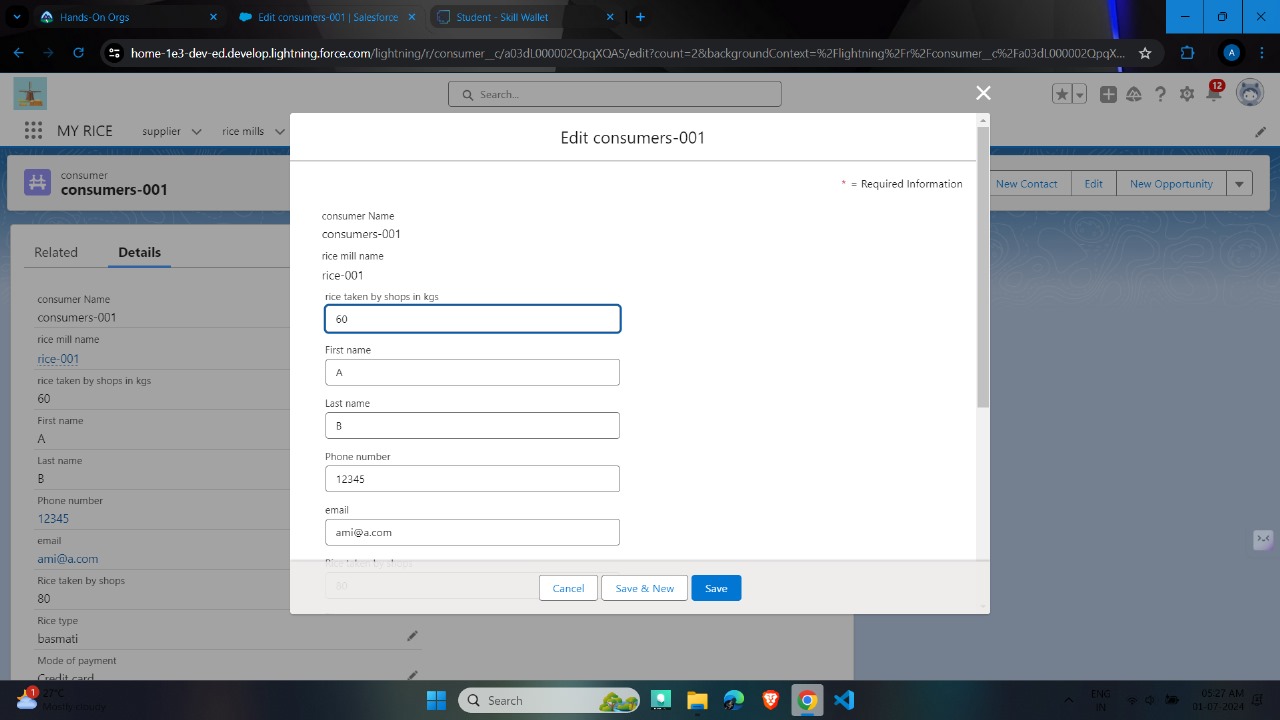 Hands-On Orgs
Edit consumers-001 | Salesforce
Student - Skill Wallet
home-1e3-dev-ed.develop.lightning.force.com/lightning/r/consumer__c/a03dL000002QpqXQAS/edit?count=2&backgroundContext=%2Flightning%2Fr%2Fconsumer__c%2Fa03dL000002QpqX...
A
Search...
12
MY RICE
supplier
rice mills
consumer
consumers-001
New Contact
Edit
New Opportunity
Related
Details
consumer Name
consumers-001
rice mill name
rice-001
rice taken by shops in kgs
60
First name
A
Last name
B
Phone number
12345
email
ami@a.com
Rice taken by shops
80
Rice type
basmati
Mode of payment
Credit card
Edit consumers-001
* = Required Information
consumer Name
consumers-001
rice mill name
rice-001
rice taken by shops in kgs
60
First name
A
Last name
B
Phone number
12345
email
ami@a.com
Rice taken by shops
80
Cancel
Save & New
Save
1
27°C
Mostly cloudy
Search
ENG
IN
05:27 AM
01-07-2024